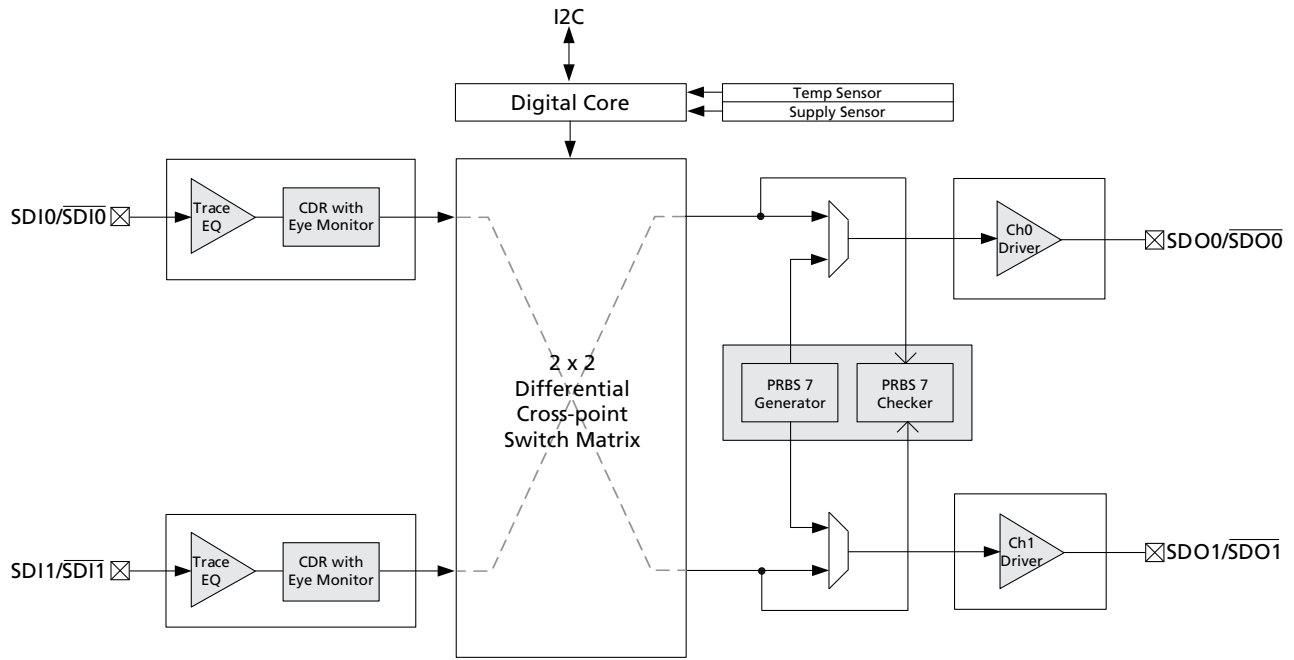 I2C
Digital Core
Temp Sensor
Supply Sensor
SDI0/SDI0
Trace
EQ
CDR with
Eye Monitor
Ch0
Driver
SDO0/SDO0
2 x 2
Differential
Cross-point
Switch Matrix
PRBS 7
Generator
PRBS 7
Checker
SDI1/SDI1
Trace
EQ
CDR with
Eye Monitor
Ch1
Driver
SDO1/SDO1